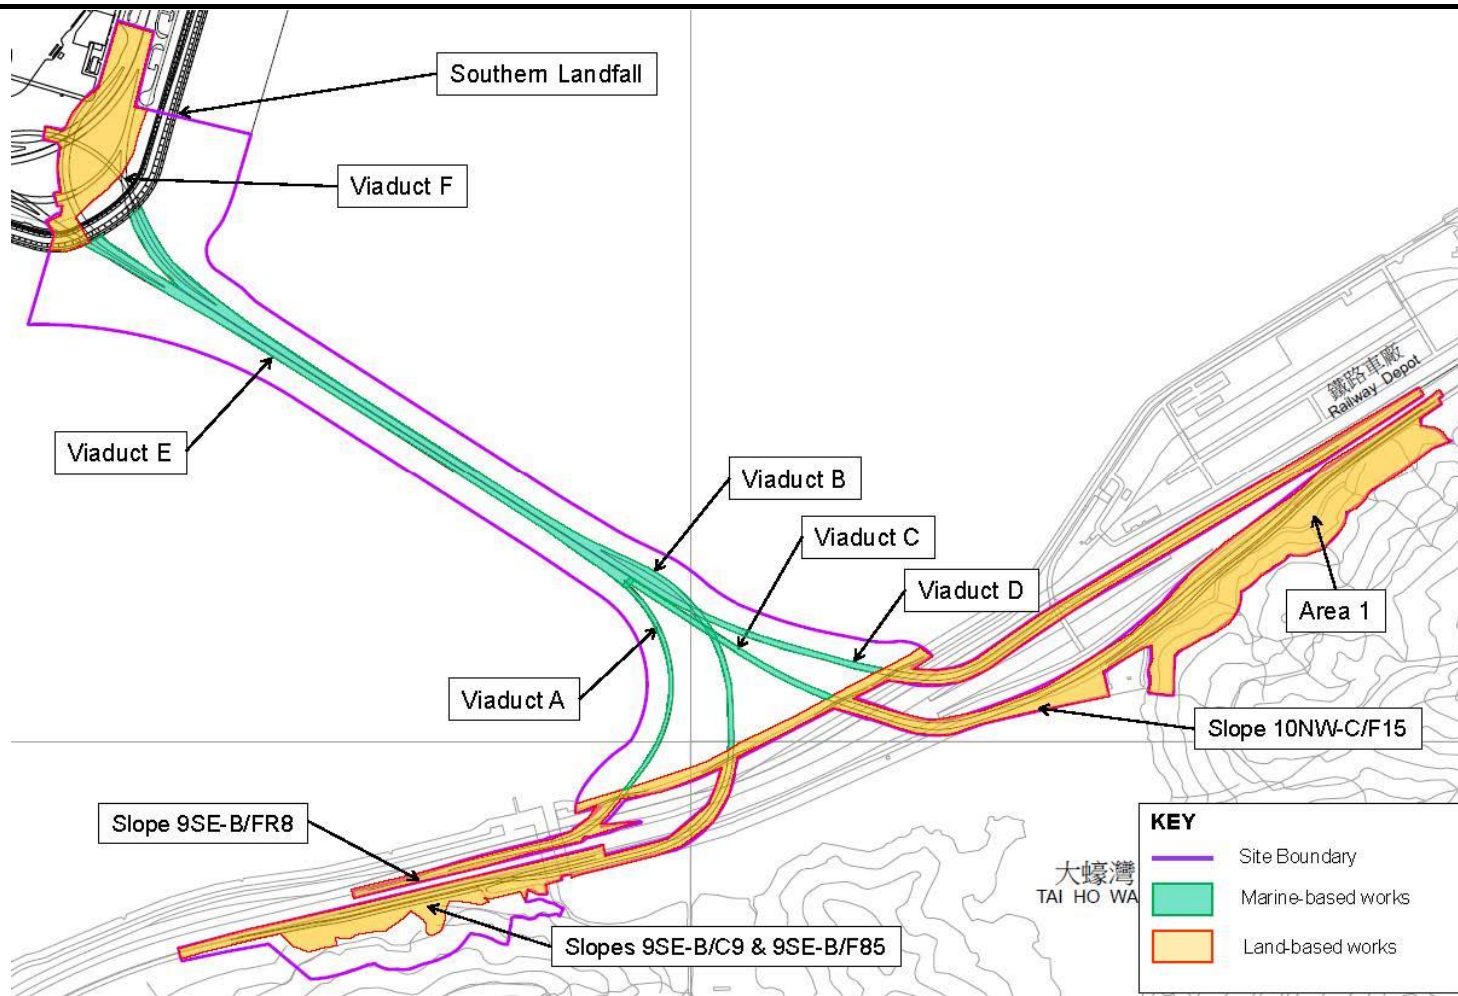 Southern Landfall
Viaduct F
鐵路車廠
Railway Depot
Viaduct E
Viaduct B
Viaduct C
Viaduct D
Area 1
Viaduct A
Slope 10NW-C/F15
Slope 9SE-B/FR8
KEY
Site Boundary
大蠔灣
TAI HO WA
Marine-based works
Slopes 9SE-B/C9 & 9SE-B/F85
Land-based works